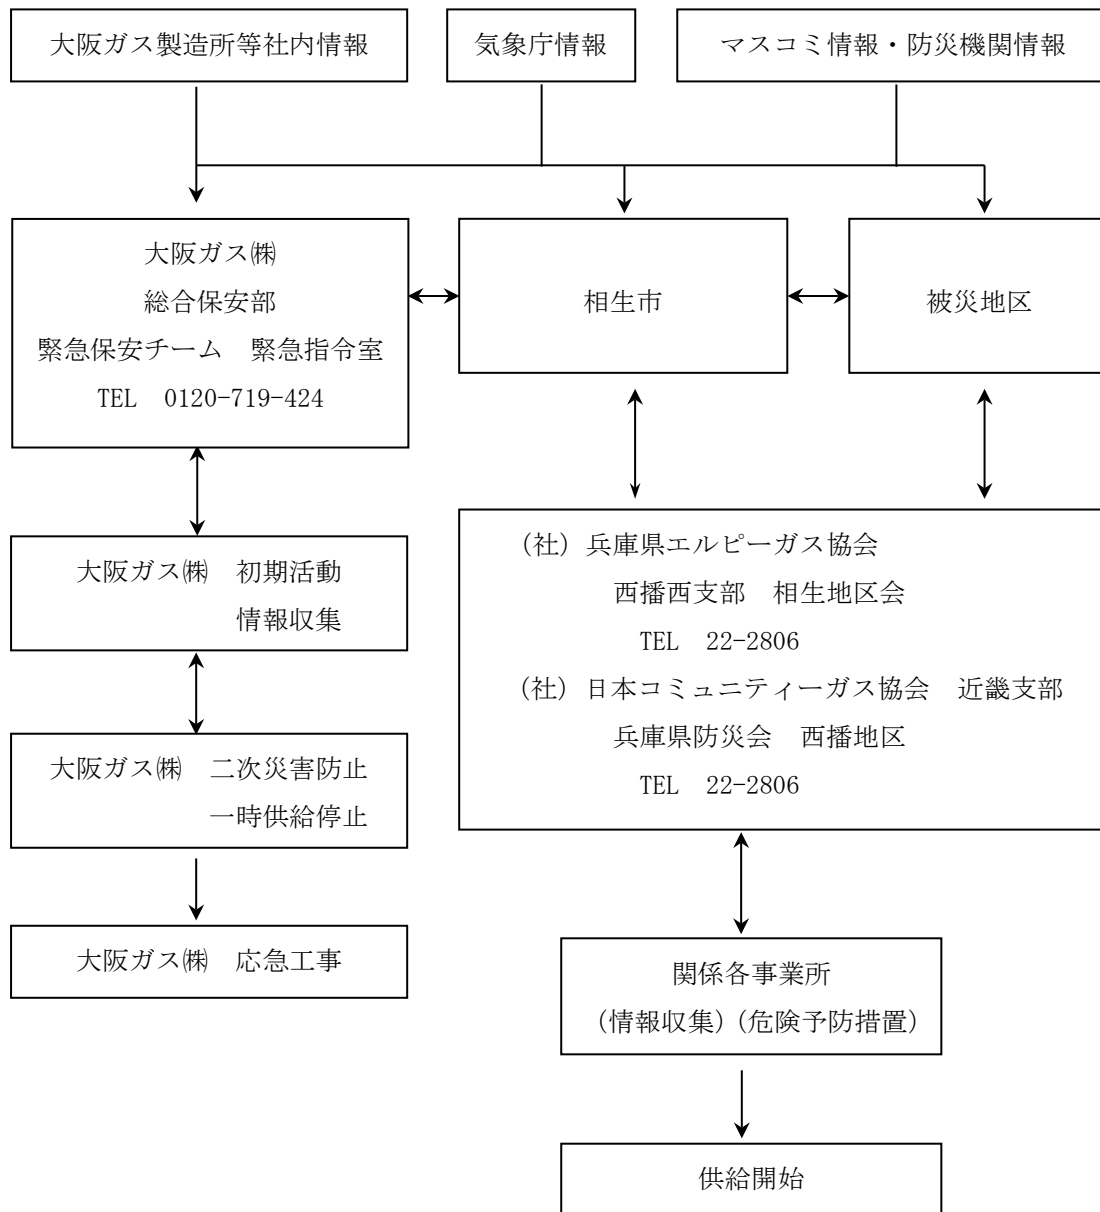 大阪ガス製造所等社内情報
気象庁情報
マスコミ情報・防災機関情報
大阪ガス㈱
総合保安部
緊急保安チーム　緊急指令室
TEL　0120-719-424
相生市
被災地区
大阪ガス㈱　初期活動
情報収集
大阪ガス㈱　二次災害防止
一時供給停止
大阪ガス㈱　応急工事
（社）兵庫県エルピーガス協会
西播西支部　相生地区会
TEL　22-2806
（社）日本コミュニティーガス協会　近畿支部
兵庫県防災会　西播地区
TEL　22-2806
関係各事業所
（情報収集）（危険予防措置）
供給開始